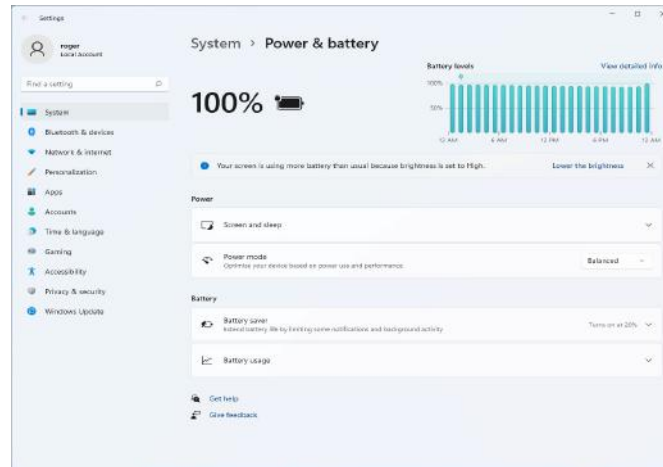 Settings
roger
Local Account
Find a setting
System
Bluetooth & devices
Network & internet
Personalization
Apps
Accounts
Time & language
Gaming
Accessibility
Privacy & security
Windows Update
System > Power & battery
100%
Battery levels
View detailed info
100%
50%
12 AM
6 AM
12 PM
6 PM
12 AM
Your screen is using more battery than usual because brightness is set to High.
Lower the brightness
Power
Screen and sleep
Power mode
Optimize your device based on power use and performance
Balanced
Battery
Battery saver
Extend battery life by limiting some notifications and background activity
Turns on at 20%
Battery usage
Get help
Give feedback